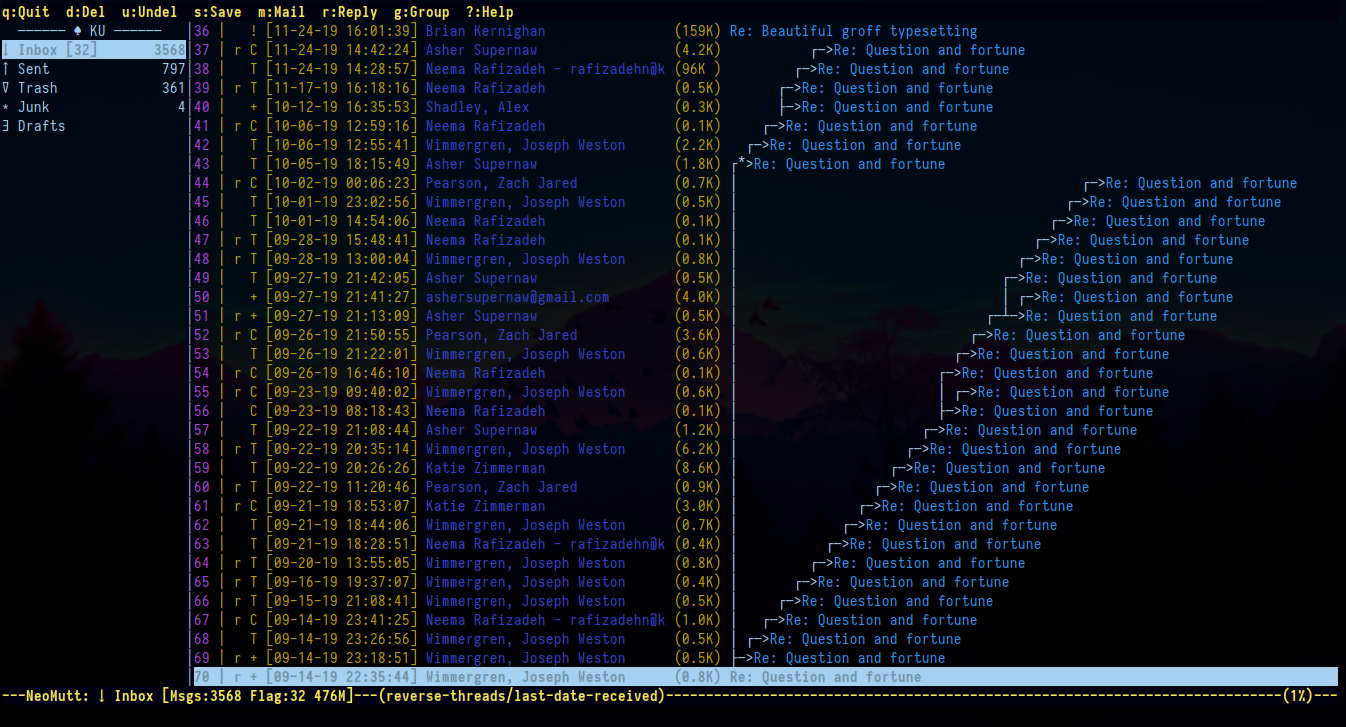 q:Quit  d:Del  u:Undel  s:Save  m:Mail  r:Reply  g:Group  ?:Help
────── ♠ KU ──────  │36 │   ! [11-24-19 16:01:39] Brian Kernighan                (159K) Re: Beautiful groff typesetting
↓ Inbox [32]     3568│37 │ r C [11-24-19 14:42:24] Asher Supernaw                 (4.2K)           ┌─>Re: Question and fortune
↑ Sent            797│38 │   T [11-24-19 14:28:57] Neema Rafizadeh - rafizadehn@k (96K )         ┌─>Re: Question and fortune
∇ Trash           361│39 │ r T [11-17-19 16:18:16] Neema Rafizadeh                (0.5K)       ┌─>Re: Question and fortune
* Junk              4│40 │   + [10-12-19 16:35:53] Shadley, Alex                  (0.3K)       ├─>Re: Question and fortune
∃ Drafts             │41 │ r C [10-06-19 12:59:16] Neema Rafizadeh                (0.1K)     ┌─>Re: Question and fortune
│42 │   T [10-06-19 12:55:41] Wimmergren, Joseph Weston      (2.2K)   ┌─>Re: Question and fortune
│43 │   T [10-05-19 18:15:49] Asher Supernaw                 (1.8K) ┌*>Re: Question and fortune
│44 │ r C [10-02-19 00:06:23] Pearson, Zach Jared            (0.7K) │                                            ┌─>Re: Question and fortune
│45 │   T [10-01-19 23:02:56] Wimmergren, Joseph Weston      (0.5K) │                                          ┌─>Re: Question and fortune
│46 │   T [10-01-19 14:54:06] Neema Rafizadeh                (0.1K) │                                        ┌─>Re: Question and fortune
│47 │ r T [09-28-19 15:48:41] Neema Rafizadeh                (0.1K) │                                      ┌─>Re: Question and fortune
│48 │ r T [09-28-19 13:00:04] Wimmergren, Joseph Weston      (0.8K) │                                    ┌─>Re: Question and fortune
│49 │   T [09-27-19 21:42:05] Asher Supernaw                 (0.5K) │                                  ┌─>Re: Question and fortune
│50 │   + [09-27-19 21:41:27] ashersupernaw@gmail.com        (4.0K) │                                  │ ┌─>Re: Question and fortune
│51 │ r + [09-27-19 21:13:09] Asher Supernaw                 (0.5K) │                                ┌─┴─>Re: Question and fortune
│52 │ r C [09-26-19 21:50:55] Pearson, Zach Jared            (3.6K) │                              ┌─>Re: Question and fortune
│53 │   T [09-26-19 21:22:01] Wimmergren, Joseph Weston      (0.6K) │                            ┌─>Re: Question and fortune
│54 │ r C [09-26-19 16:46:10] Neema Rafizadeh                (0.1K) │                          ┌─>Re: Question and fortune
│55 │ r C [09-23-19 09:40:02] Wimmergren, Joseph Weston      (0.6K) │                          │ ┌─>Re: Question and fortune
│56 │   C [09-23-19 08:18:43] Neema Rafizadeh                (0.1K) │                          ├─>Re: Question and fortune
│57 │   T [09-22-19 21:08:44] Asher Supernaw                 (1.2K) │                        ┌─>Re: Question and fortune
│58 │ r T [09-22-19 20:35:14] Wimmergren, Joseph Weston      (6.2K) │                      ┌─>Re: Question and fortune
│59 │   T [09-22-19 20:26:26] Katie Zimmerman                (8.6K) │                    ┌─>Re: Question and fortune
│60 │ r T [09-22-19 11:20:46] Pearson, Zach Jared            (0.9K) │                  ┌─>Re: Question and fortune
│61 │ r C [09-21-19 18:53:07] Katie Zimmerman                (3.0K) │                ┌─>Re: Question and fortune
│62 │   T [09-21-19 18:44:06] Wimmergren, Joseph Weston      (0.7K) │              ┌─>Re: Question and fortune
│63 │   T [09-21-19 18:28:51] Neema Rafizadeh - rafizadehn@k (0.4K) │            ┌─>Re: Question and fortune
│64 │ r T [09-20-19 13:55:05] Wimmergren, Joseph Weston      (0.8K) │          ┌─>Re: Question and fortune
│65 │ r T [09-16-19 19:37:07] Wimmergren, Joseph Weston      (0.4K) │        ┌─>Re: Question and fortune
│66 │ r T [09-15-19 21:08:41] Wimmergren, Joseph Weston      (0.5K) │      ┌─>Re: Question and fortune
│67 │ r C [09-14-19 23:41:25] Neema Rafizadeh - rafizadehn@k (1.0K) │    ┌─>Re: Question and fortune
│68 │   T [09-14-19 23:26:56] Wimmergren, Joseph Weston      (0.5K) │ ┌─>Re: Question and fortune
│69 │ r + [09-14-19 23:18:51] Wimmergren, Joseph Weston      (0.5K) ├─>Re: Question and fortune
│70 │ r + [09-14-19 22:35:44] Wimmergren, Joseph Weston      (0.8K) Re: Question and fortune
---NeoMutt: ↓ Inbox [Msgs:3568 Flag:32 476M]---(reverse-threads/last-date-received)------------------------------------------------------------------------------(1%)---